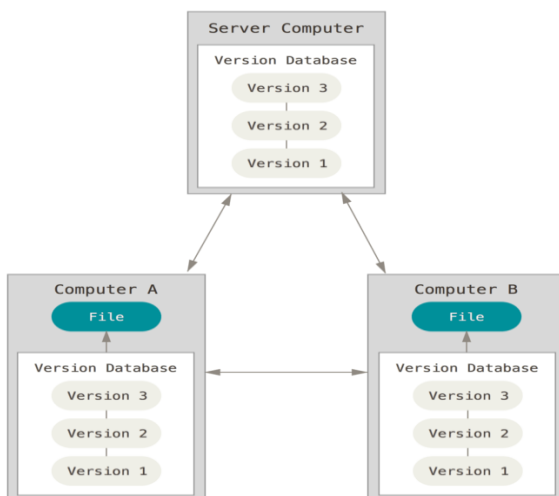 Server Computer
Version Database
Version 3
Version 2
Version 1
Computer A
File
Version Database
Version 3
Version 2
Version 1
Computer B
File
Version Database
Version 3
Version 2
Version 1